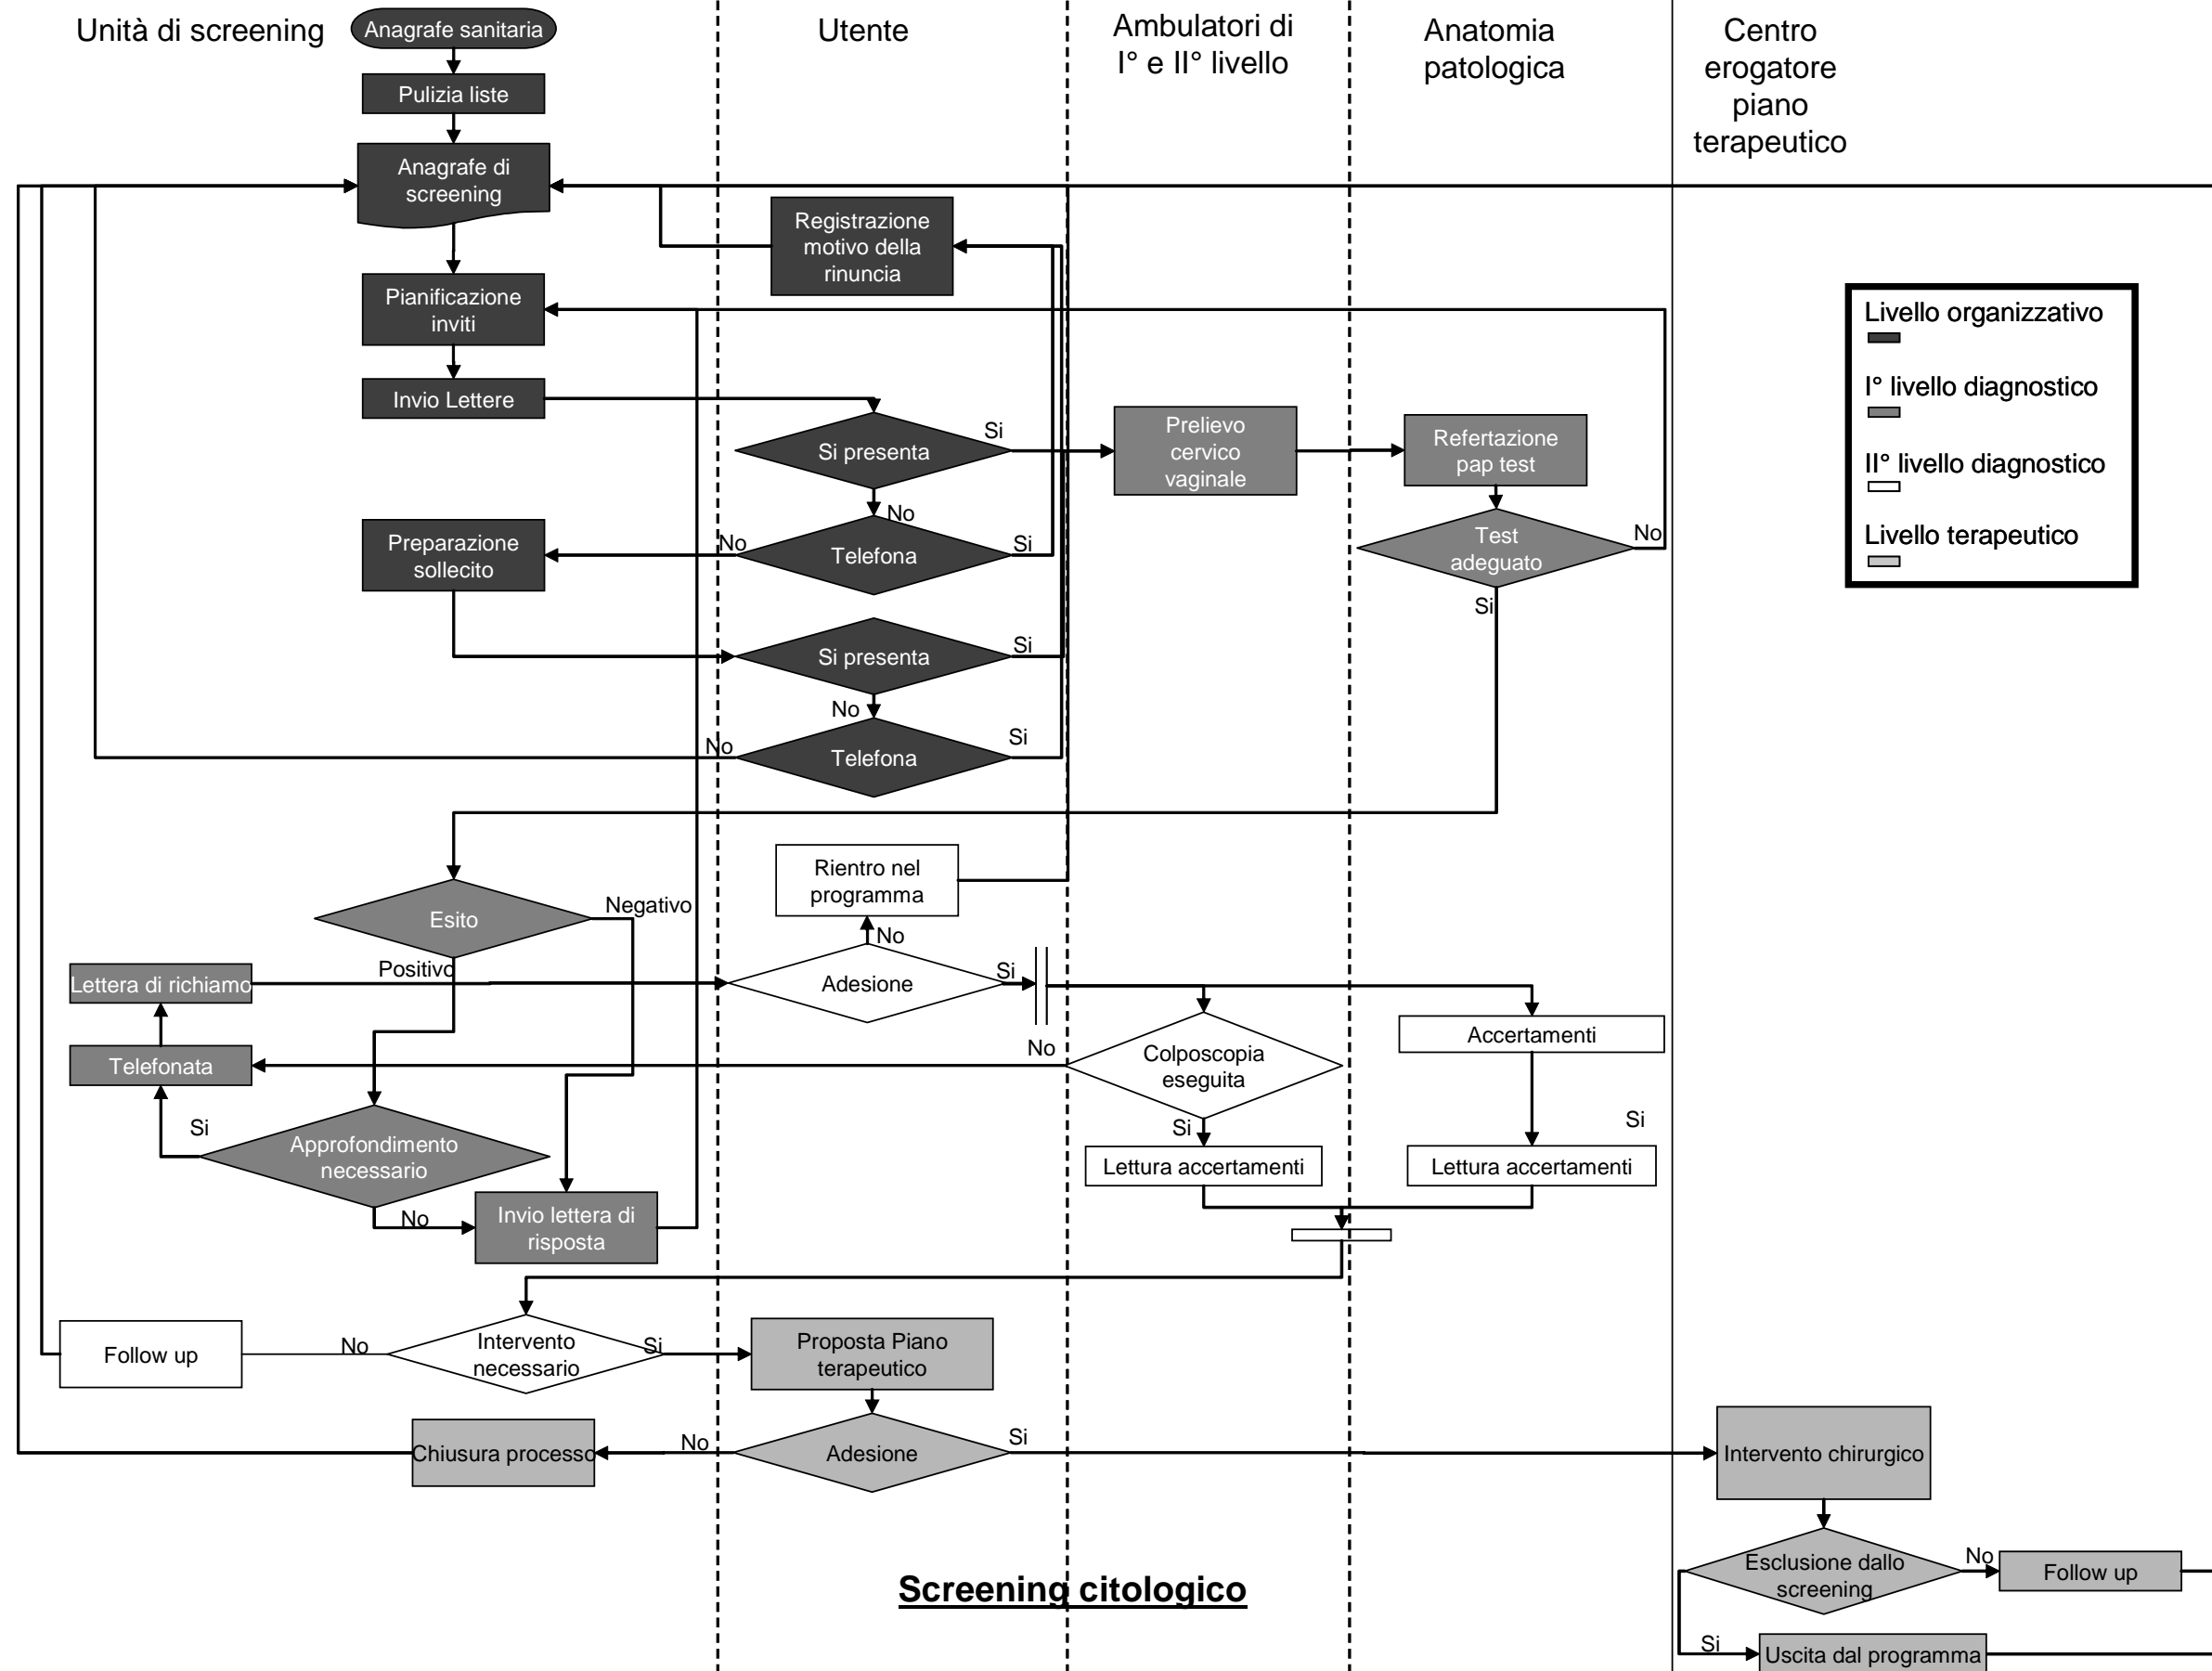 Unità di screening
Anagrafe sanitaria
Utente
Ambulatori di
I° e II° livello
Anatomia
patologica
Centro
erogatore
piano
terapeutico
Pulizia liste
Anagrafe di
screening
Registrazione
motivo della
rinuncia
Pianificazione
inviti
Livello organizzativo
I° livello diagnostico
II° livello diagnostico
Livello terapeutico
Invio Lettere
Si presenta
Si
No
Prelievo
cervico
vaginale
Refertazione
pap test
Preparazione
sollecito
No
Telefona
Si
Test
adeguato
No
Si
Si presenta
Si
No
No
Telefona
Si
Esito
Negativo
Positivo
Rientro nel
programma
No
Lettera di richiamo
Adesione
Si
Telefonata
No
Colposcopia
eseguita
Si
Accertamenti
Si
Si
Approfondimento
necessario
No
Lettura accertamenti
Lettura accertamenti
Invio lettera di
risposta
Follow up
No
Intervento
necessario
Si
Proposta Piano
terapeutico
Chiusura processo
No
Adesione
Si
Intervento chirurgico
Esclusione dallo
screening
No
Follow up
Si
Uscita dal programma
Screening citologico